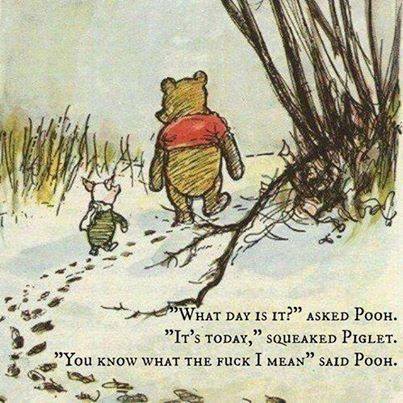 "What day is it?" asked Pooh.
"It's today," squeaked Piglet.
"You know what the fuck I mean" said Pooh.